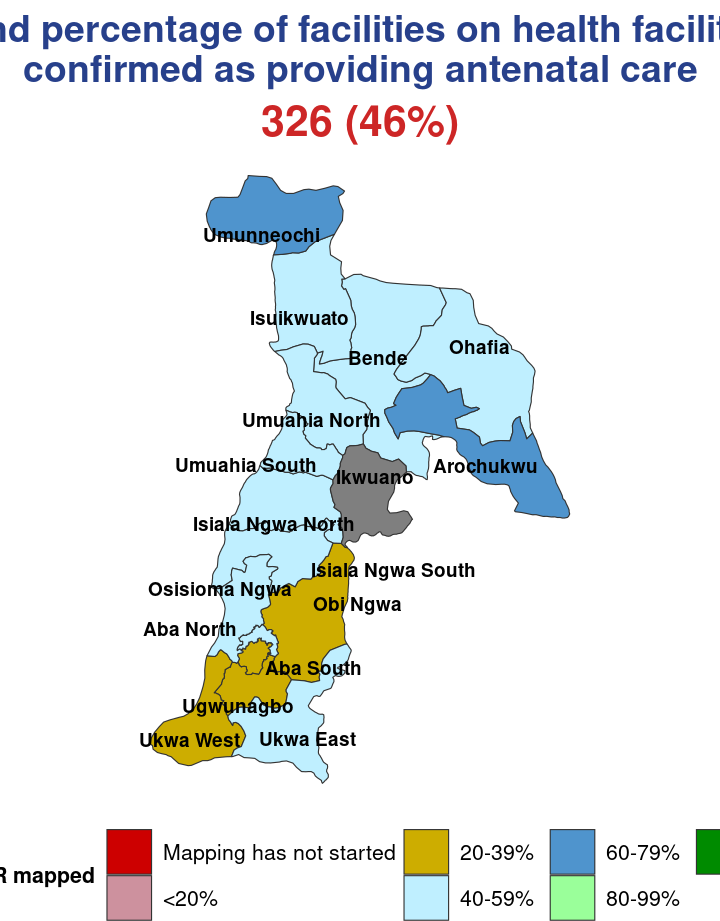 nd percentage of facilities on health facilit
confirmed as providing antenatal care
326 (46%)
Umunneochi
Isuikwuato
Ohafia
Bende
Umuahia North
Umuahia South
Arochukwu
Ikwuano
Isiala Ngwa North
Isiala Ngwa South
Osisioma Ngwa
Obi Ngwa
Aba North
Aba South
Ugwunagbo
Ukwa West
Ukwa East
R mapped
Mapping has not started
20-39%
60-79%
<20%
40-59%
80-99%